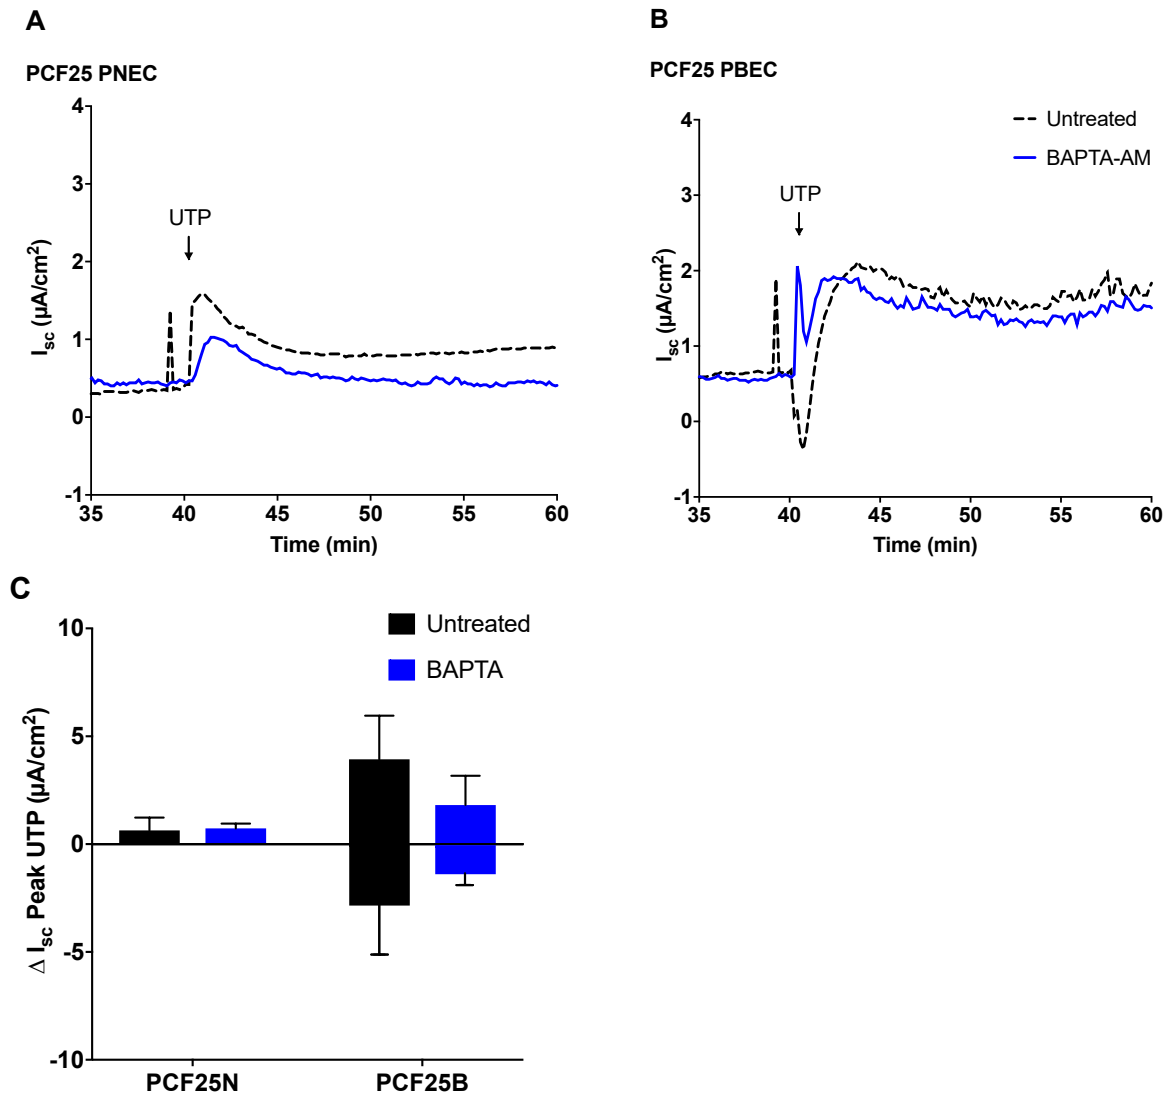 A
PCF25 PNEC
4
3
2
1
0
-1
UTP
Isc (µA/cm²)
35 40 45 50 55 60
Time (min)
B
PCF25 PBEC
Untreated
BAPTA-AM
4
3
2
1
0
-1
UTP
Isc (µA/cm²)
35 40 45 50 55 60
Time (min)
C
Untreated
BAPTA
10
5
0
-5
-10
Δ Isc Peak UTP (µA/cm²)
PCF25N PCF25B